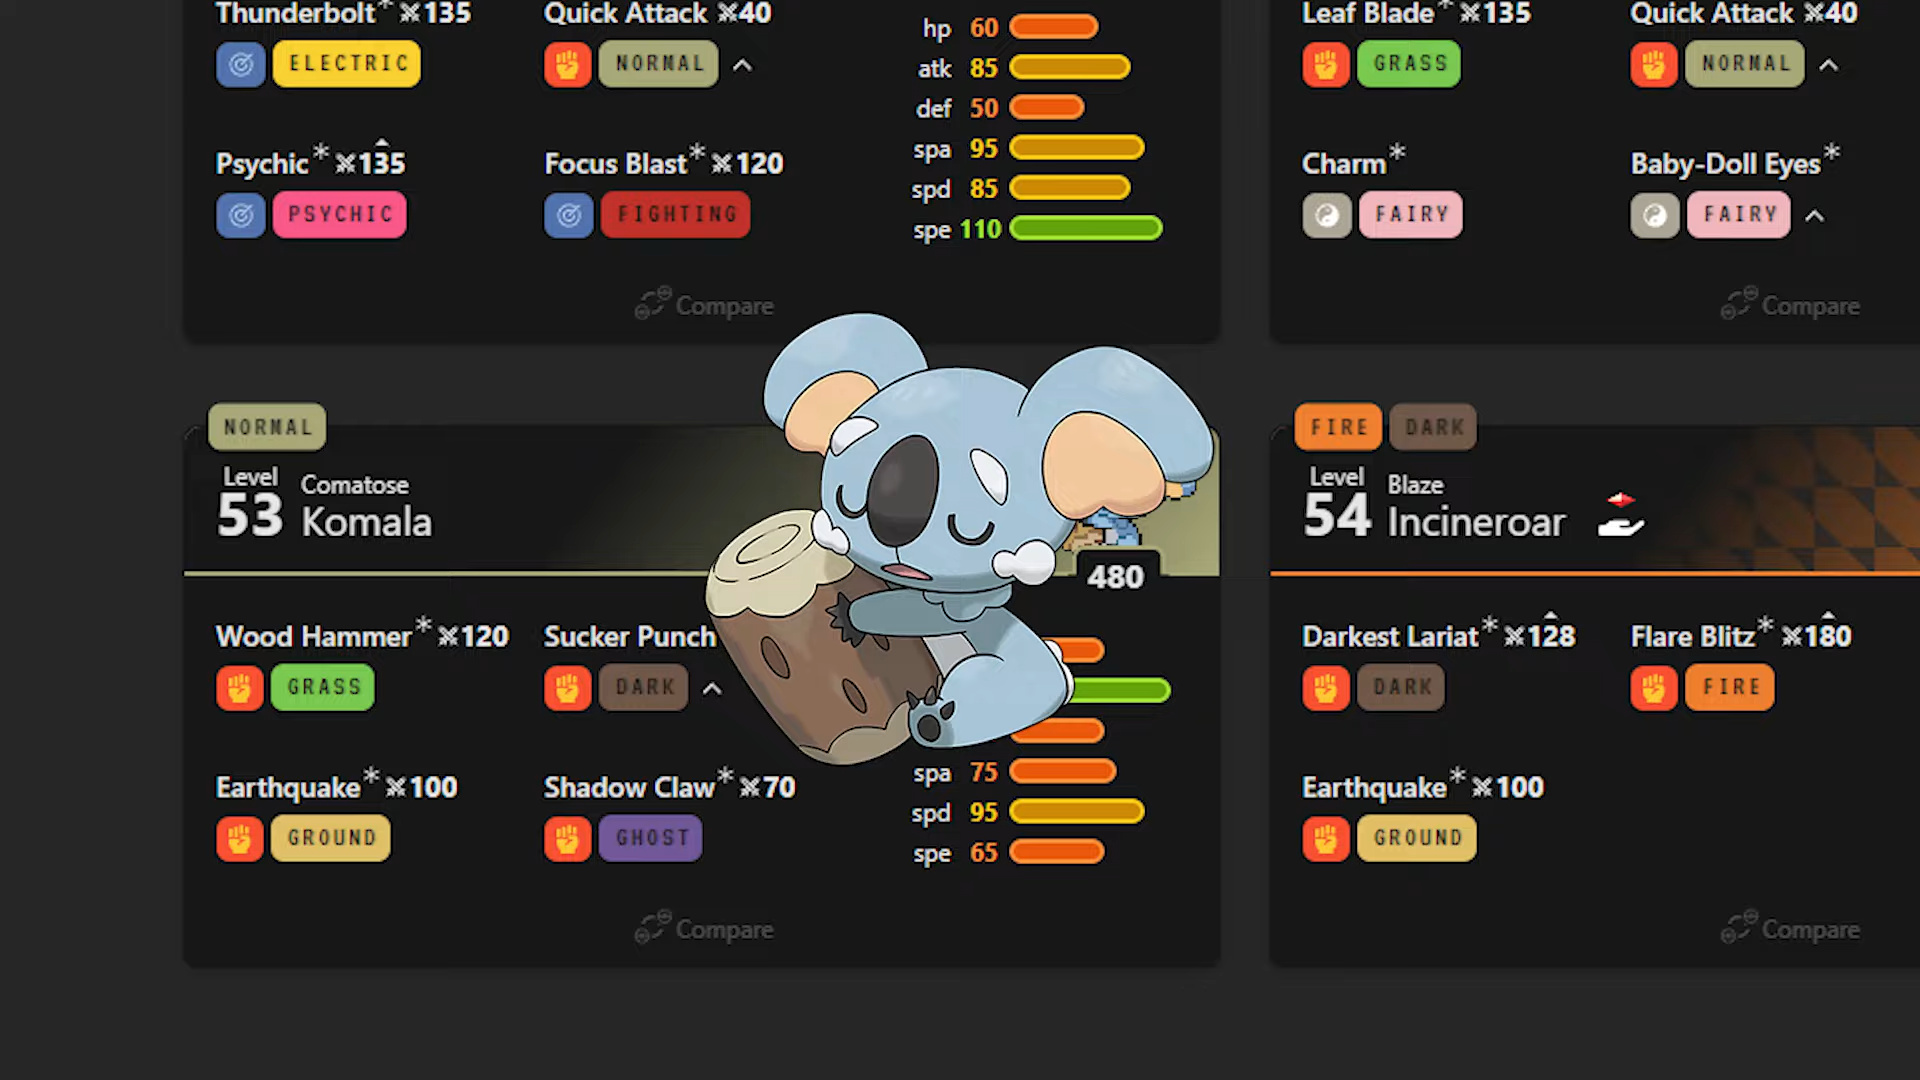 Thunderbolt* ×135
Quick Attack ×40
ELECTRIC
NORMAL
Psychic* ×135
Focus Blast* ×120
PSYCHIC
FIGHTING
hp 60
atk 85
def 50
spa 95
spd 85
spe 110
Compare
Leaf Blade* ×135
Quick Attack ×40
GRASS
NORMAL
Charm*
Baby-Doll Eyes*
FAIRY
FAIRY
Compare
NORMAL
Level
53
Comatose
Komala
480
Wood Hammer* ×120
Sucker Punch
GRASS
DARK
Earthquake* ×100
Shadow Claw* ×70
GROUND
GHOST
spa 75
spd 95
spe 65
Compare
FIRE DARK
Level
54
Blaze
Incineroar
Darkest Lariat* ×128
Flare Blitz* ×180
DARK
FIRE
Earthquake* ×100
GROUND
Compare